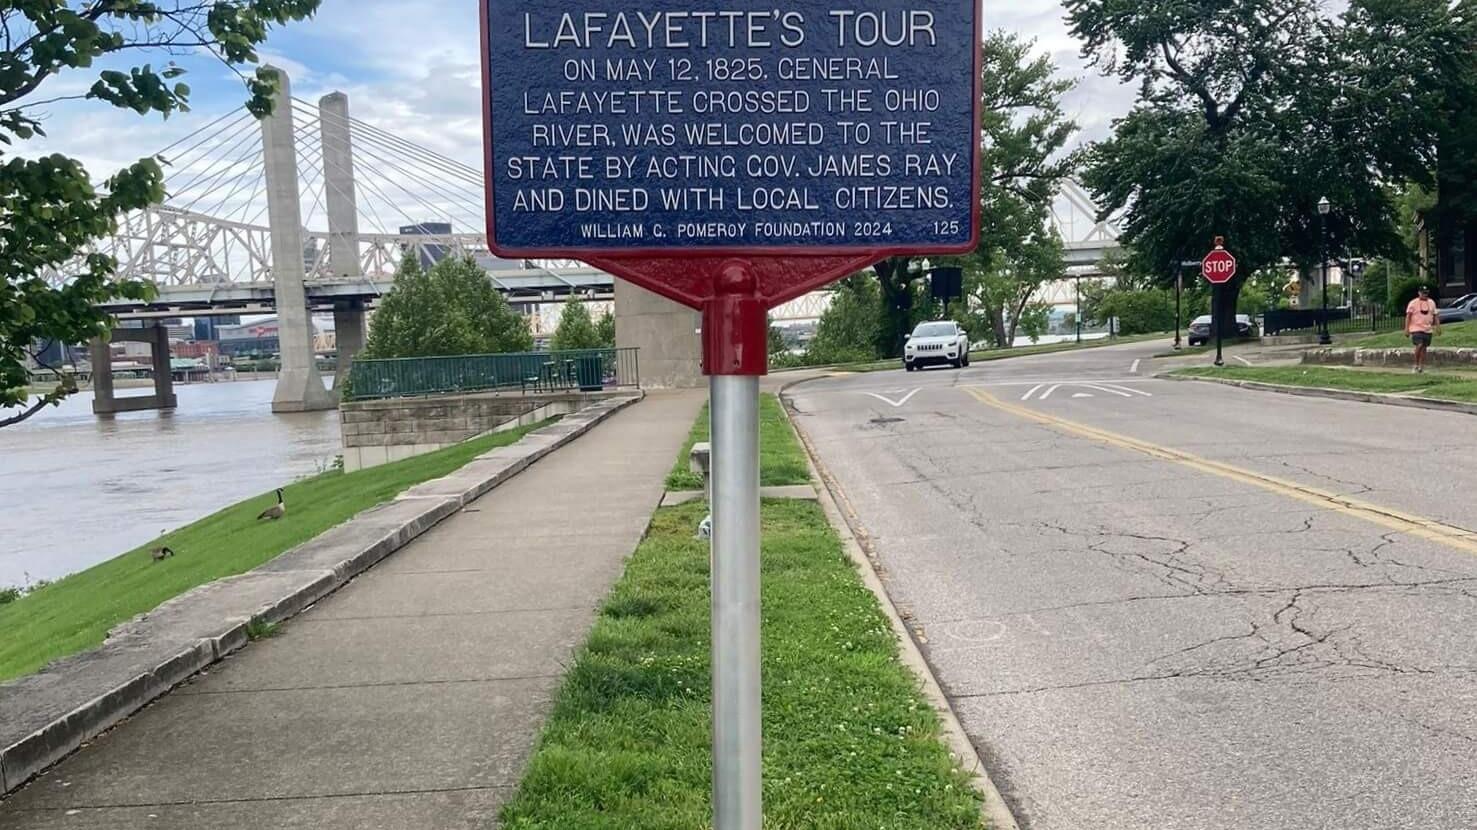 LAFAYETTE'S TOUR
ON MAY 12, 1825, GENERAL
LAFAYETTE CROSSED THE OHIO
RIVER, WAS WELCOMED TO THE
STATE BY ACTING GOV. JAMES RAY
AND DINED WITH LOCAL CITIZENS.
WILLIAM G. POMEROY FOUNDATION 2024 125
STOP